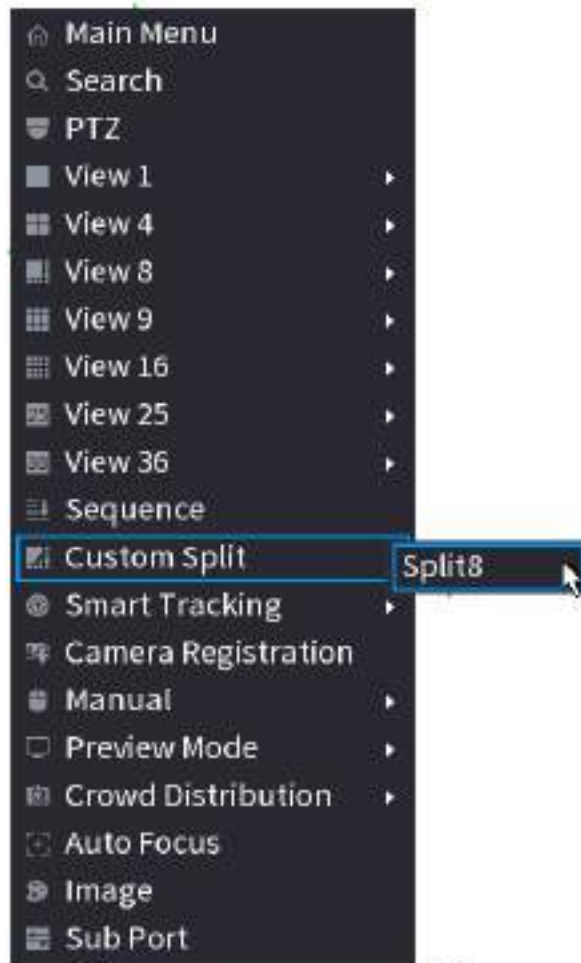 Main Menu
Search
PTZ
View 1
View 4
View 8
View 9
View 16
View 25
View 36
Sequence
Custom Split
Split8
Smart Tracking
Camera Registration
Manual
Preview Mode
Crowd Distribution
Auto Focus
Image
Sub Port